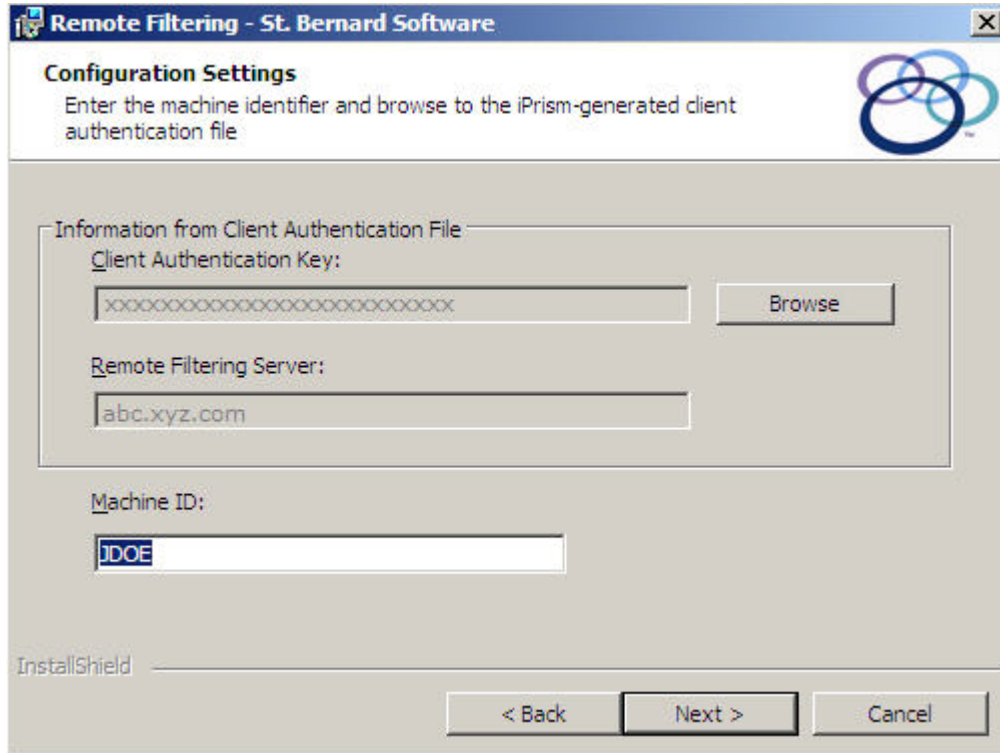 Remote Filtering - St. Bernard Software
Configuration Settings
Enter the machine identifier and browse to the iPrism-generated client
authentication file
Information from Client Authentication File
Client Authentication Key:
xxxxxxxxxxxxxxxxxxxxxxxxxx
Browse
Remote Filtering Server:
abc.xyz.com
Machine ID:
JDOE
InstallShield
< Back
Next >
Cancel